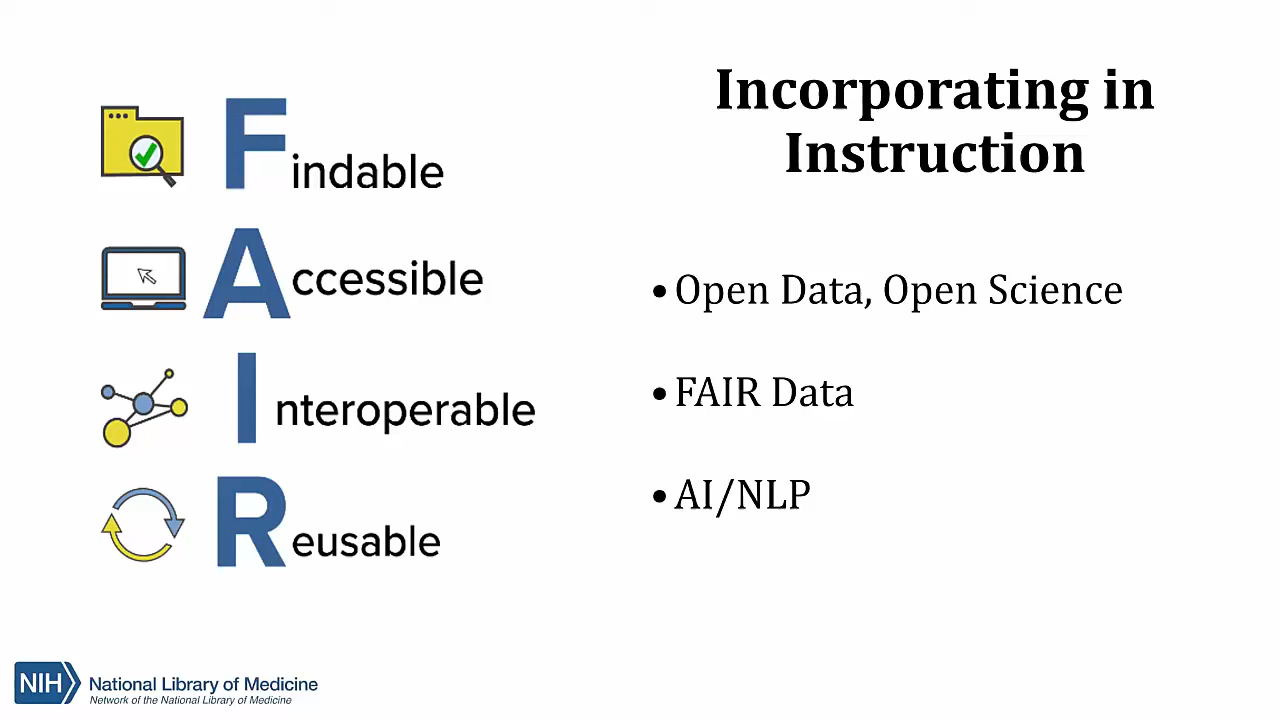 Findable
Accessible
Interoperable
Reusable
Incorporating in
Instruction
•Open Data, Open Science
•FAIR Data
•AI/NLP
NIH National Library of Medicine
Network of the National Library of Medicine